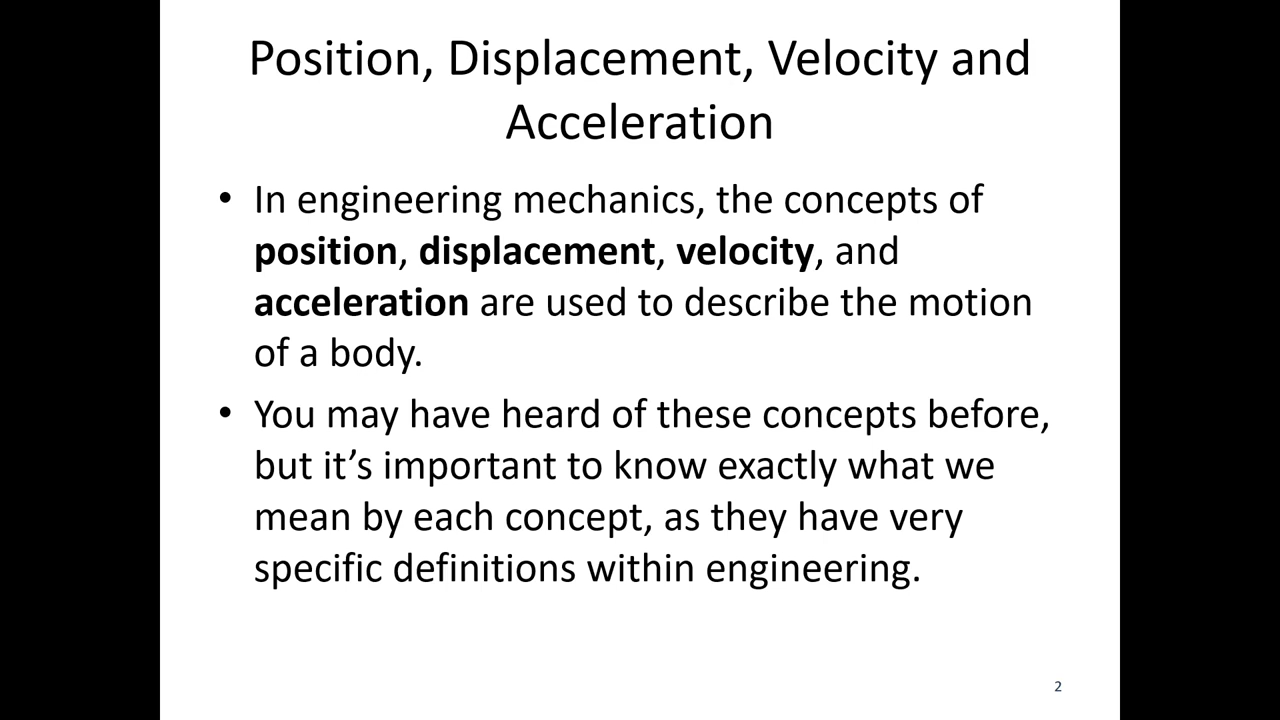 Position, Displacement, Velocity and
Acceleration
• In engineering mechanics, the concepts of
position, displacement, velocity, and
acceleration are used to describe the motion
of a body.
• You may have heard of these concepts before,
but it’s important to know exactly what we
mean by each concept, as they have very
specific definitions within engineering.
2